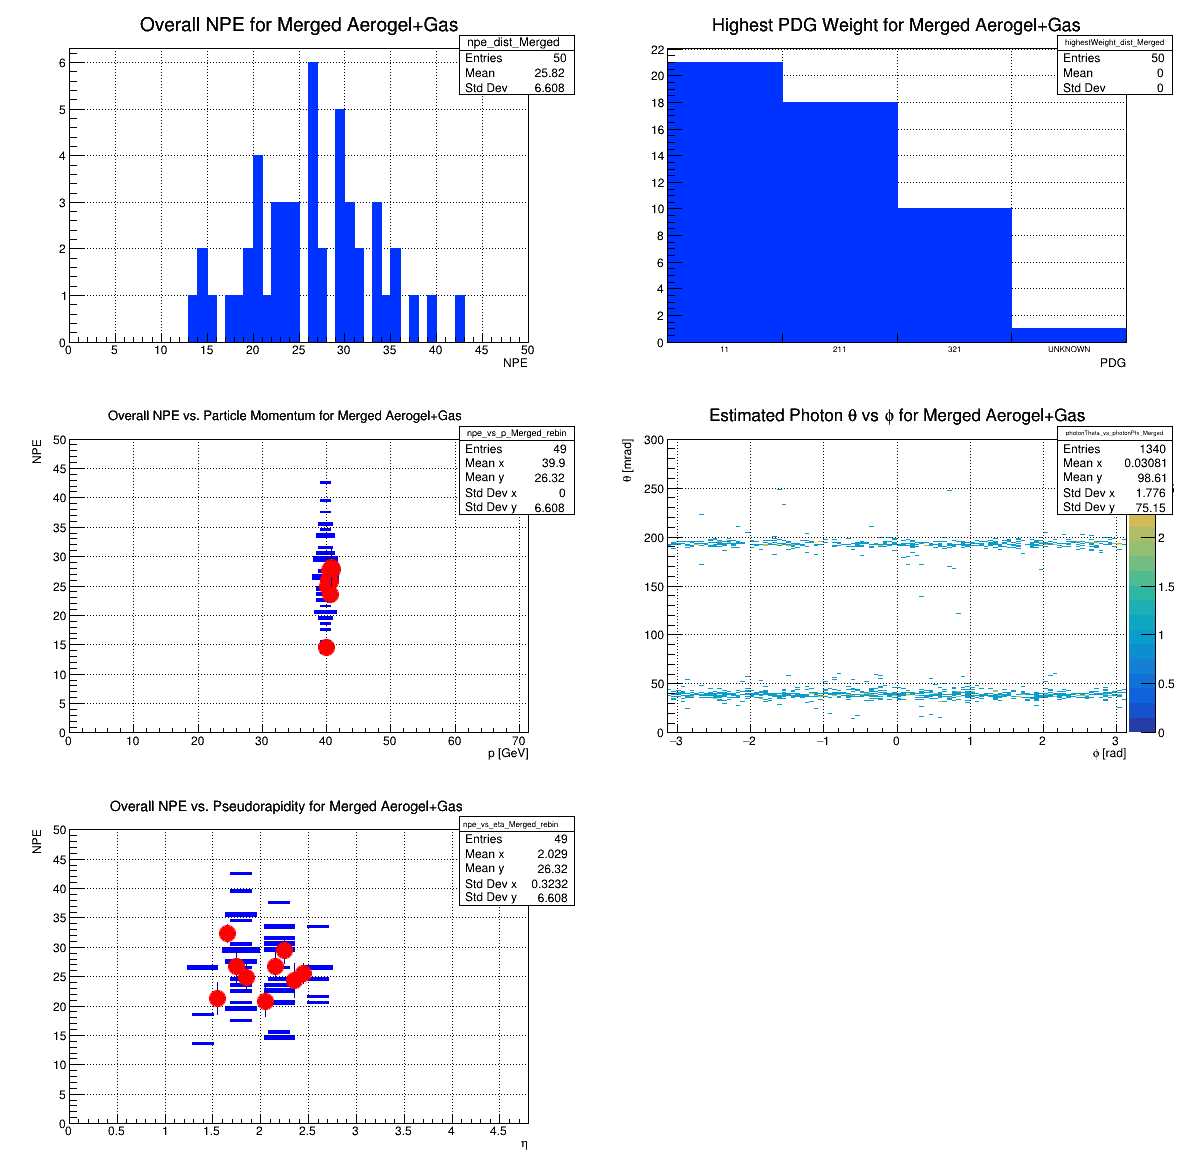 Overall NPE for Merged Aerogel+Gas
npe_dist_Merged
Entries 50
Mean 25.82
Std Dev 6.608
6
5
4
3
2
1
0
0 5 10 15 20 25 30 35 40 45 50
NPE
Highest PDG Weight for Merged Aerogel+Gas
highestWeight_dist_Merged
Entries 50
Mean 0
Std Dev 0
22
20
18
16
14
12
10
8
6
4
2
0
11 211 321 UNKNOWN
PDG
Overall NPE vs. Particle Momentum for Merged Aerogel+Gas
npe_vs_p_Merged_rebin
Entries 49
Mean x 39.9
Mean y 26.32
Std Dev x 0
Std Dev y 6.608
NPE
50
45
40
35
30
25
20
15
10
5
0
0 10 20 30 40 50 60 70
p [GeV]
Estimated Photon θ vs ϕ for Merged Aerogel+Gas
photonTheta_vs_photonPhi_Merged
Entries 1340
Mean x 0.03081
Mean y 98.61
Std Dev x 1.776
Std Dev y 75.15
θ [mrad]
300
250
200
150
100
50
0
−3 −2 −1 0 1 2 3
ϕ [rad]
2
1.5
1
0.5
0
Overall NPE vs. Pseudorapidity for Merged Aerogel+Gas
npe_vs_eta_Merged_rebin
Entries 49
Mean x 2.029
Mean y 26.32
Std Dev x 0.3232
Std Dev y 6.608
NPE
50
45
40
35
30
25
20
15
10
5
0
0 0.5 1 1.5 2 2.5 3 3.5 4 4.5
η